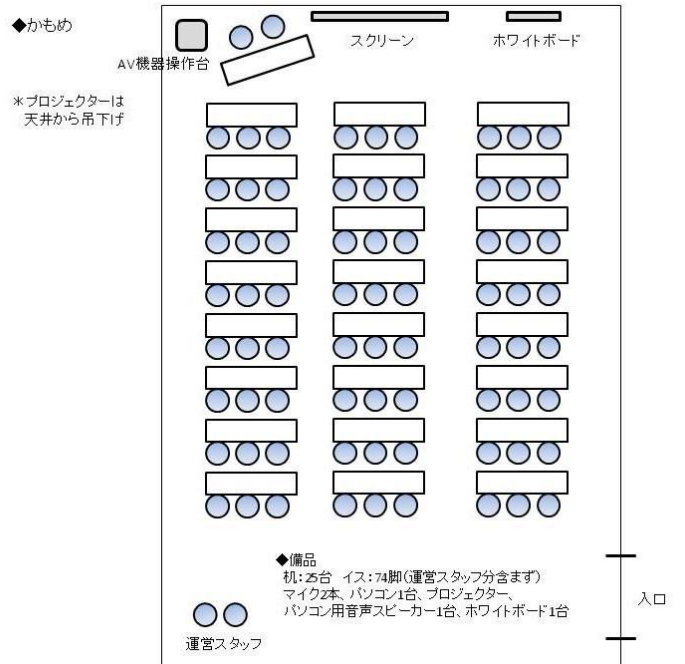 ◆かもめ
スクリーン
ホワイトボード
AV機器操作台
＊プロジェクターは
天井から吊下げ
◆備品
机：25台　イス：74脚（運営スタッフ分含まず）
マイク2本、パソコン1台、プロジェクター、
パソコン用音声スピーカー1台、ホワイトボード1台
入口
運営スタッフ